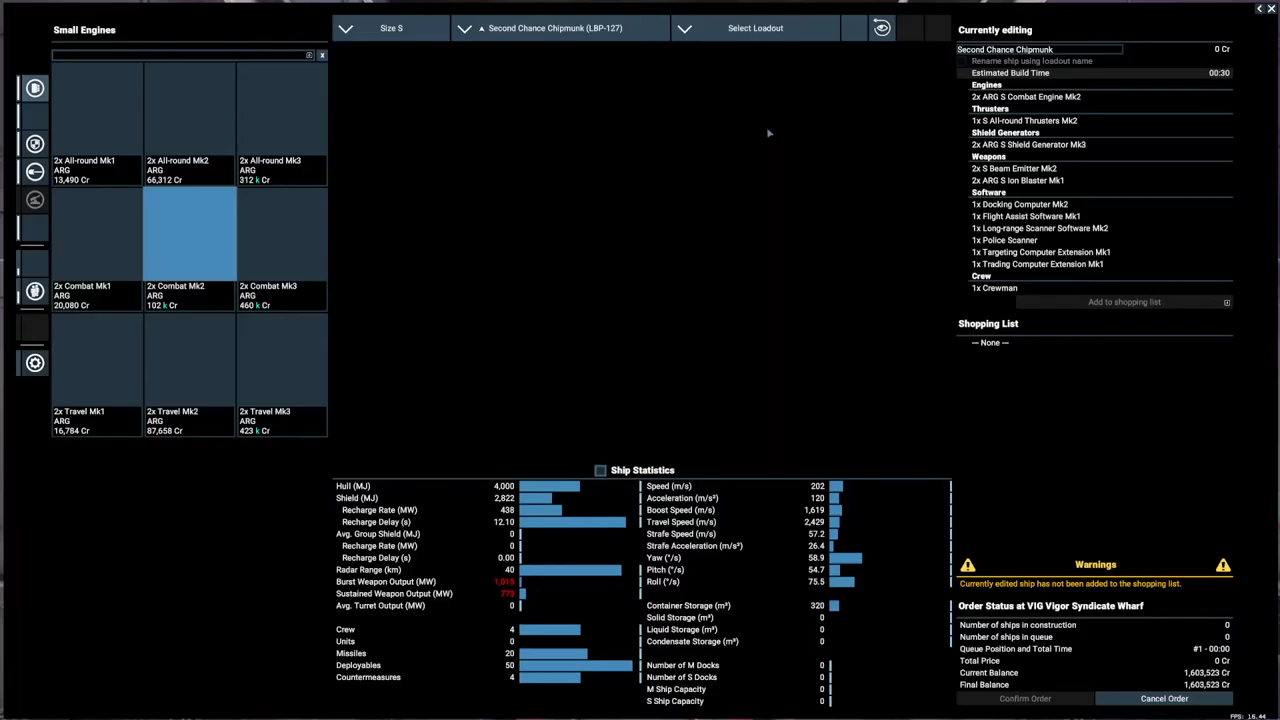 Small Engines
x
2x All-round Mk1
ARG
13,490 Cr
2x All-round Mk2
ARG
66,312 Cr
2x All-round Mk3
ARG
312 k Cr
2x Combat Mk1
ARG
20,080 Cr
2x Combat Mk2
ARG
102 k Cr
2x Combat Mk3
ARG
460 k Cr
2x Travel Mk1
ARG
16,784 Cr
2x Travel Mk2
ARG
87,658 Cr
2x Travel Mk3
ARG
423 k Cr
Size S
Second Chance Chipmunk (LBP-127)
Select Loadout
Ship Statistics
Hull (MJ) 4,000
Shield (MJ) 2,822
Recharge Rate (MW) 438
Recharge Delay (s) 12.10
Avg. Group Shield (MJ) 0
Recharge Rate (MW) 0
Recharge Delay (s) 0.00
Radar Range (km) 40
Burst Weapon Output (MW) 1,015
Sustained Weapon Output (MW) 773
Avg. Turret Output (MW) 0
Crew 4
Units 0
Missiles 20
Deployables 50
Countermeasures 4
Speed (m/s) 202
Acceleration (m/s²) 120
Boost Speed (m/s) 1,619
Travel Speed (m/s) 2,429
Strafe Speed (m/s) 57.2
Strafe Acceleration (m/s²) 26.4
Yaw (°/s) 58.9
Pitch (°/s) 54.7
Roll (°/s) 75.5
Container Storage (m³) 320
Solid Storage (m³) 0
Liquid Storage (m³) 0
Condensate Storage (m³) 0
Number of M Docks 0
Number of S Docks 0
M Ship Capacity 0
S Ship Capacity 0
Currently editing
Second Chance Chipmunk 0 Cr
Rename ship using loadout name
Estimated Build Time 00:30
Engines
2x ARG S Combat Engine Mk2
Thrusters
1x S All-round Thrusters Mk2
Shield Generators
2x ARG S Shield Generator Mk3
Weapons
2x S Beam Emitter Mk2
2x ARG S Ion Blaster Mk1
Software
1x Docking Computer Mk2
1x Flight Assist Software Mk1
1x Long-range Scanner Software Mk2
1x Police Scanner
1x Targeting Computer Extension Mk1
1x Trading Computer Extension Mk1
Crew
1x Crewman
Add to shopping list
Shopping List
--- None ---
Warnings
Currently edited ship has not been added to the shopping list.
Order Status at VIG Vigor Syndicate Wharf
Number of ships in construction 0
Number of ships in queue 0
Queue Position and Total Time #1 - 00:00
Total Price 0 Cr
Current Balance 1,603,523 Cr
Final Balance 1,603,523 Cr
Confirm Order
Cancel Order
FPS: 16.44